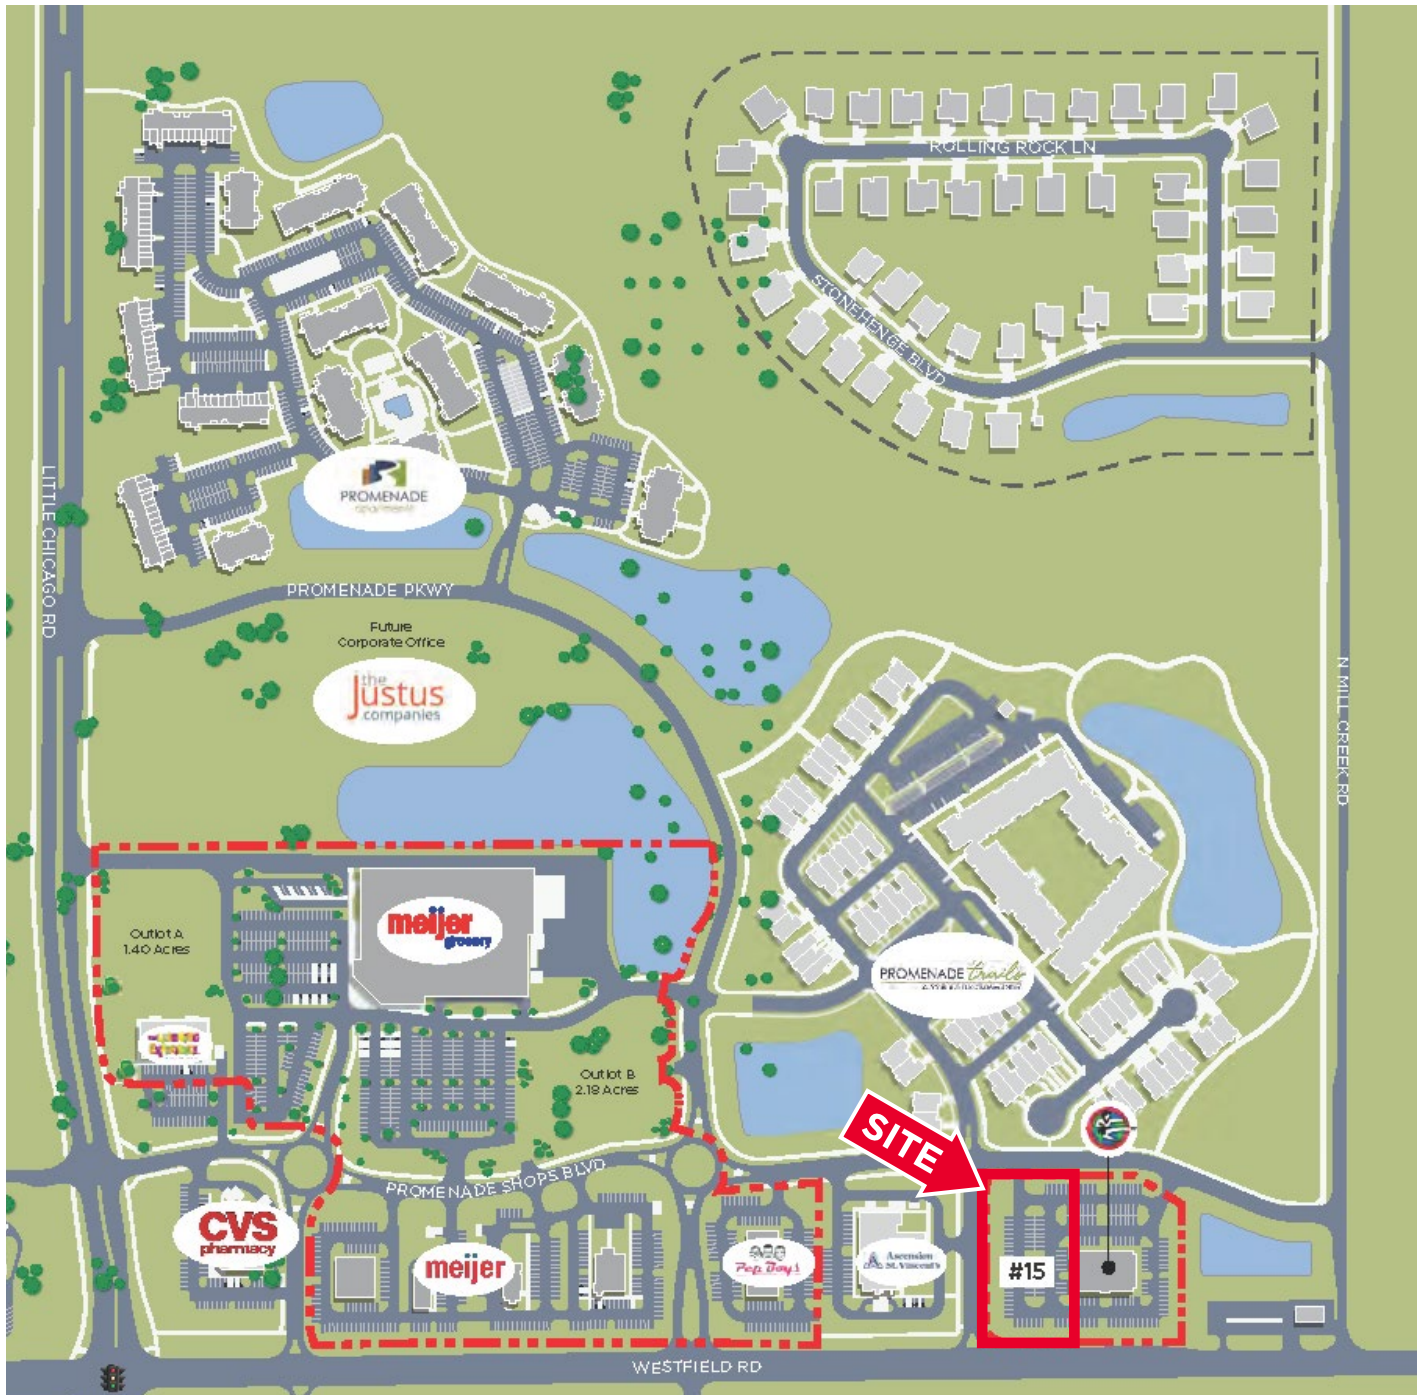 ROLLING ROCK LN
STONEHENGE BLVD
LITTLE CHICAGO RD
PROMENADE
apartments
PROMENADE PKWY
Future
Corporate Office
the
Justus
companies
N MILL CREEK RD
meijer
grocery
Outlot A
1.40 Acres
PROMENADE trails
Outlot B
2.18 Acres
SITE
PROMENADE SHOPS BLVD
CVS
pharmacy
meijer
Pep Boys
Ascension
St. Vincent's
#15
WESTFIELD RD